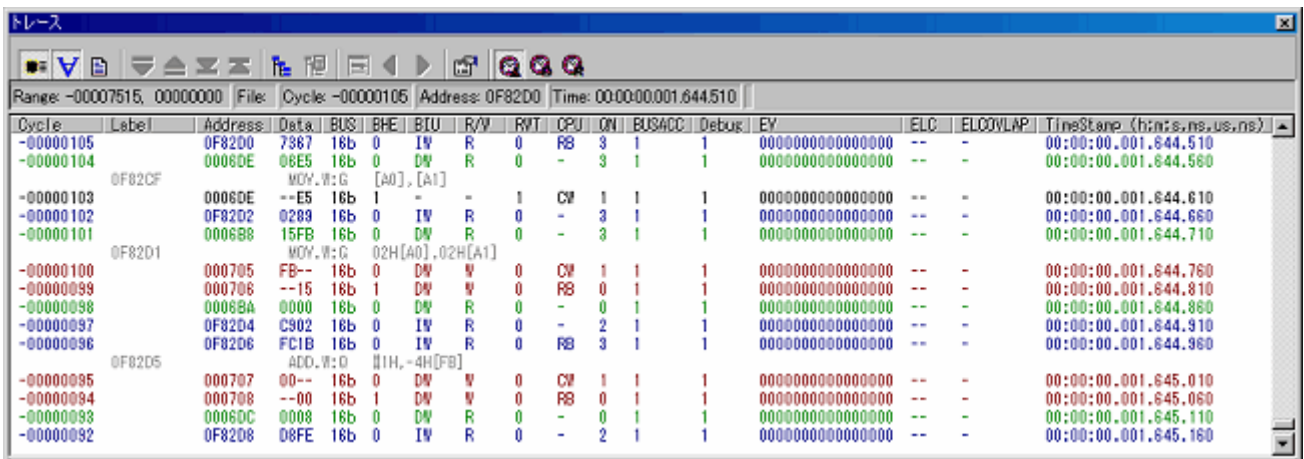 トレース
Range: -00007515, 00000000 File: Cycle: -00000105 Address: 0F82D0 Time: 00:00:00.001.644.510
Cycle Label Address Data BUS BHE BIU R/W RWT CPU QN BUSACC Debug EV ELC ELCOVLAP TimeStamp (h:m:s,ms,us,ns)
-00000105 0F82D0 7367 16b 0 IW R 0 RB 3 1 1 0000000000000000 -- - 00:00:00.001.644.510
-00000104 0006DE 06E5 16b 0 DW R 0 - 3 1 1 0000000000000000 -- - 00:00:00.001.644.560
0F82CF MOV.W:G [A0],[A1]
-00000103 0006DE --E5 16b 1 - - 1 CW 1 1 1 0000000000000000 -- - 00:00:00.001.644.610
-00000102 0F82D2 0289 16b 0 IW R 0 - 3 1 1 0000000000000000 -- - 00:00:00.001.644.660
-00000101 0006B8 15FB 16b 0 DW R 0 - 3 1 1 0000000000000000 -- - 00:00:00.001.644.710
0F82D1 MOV.W:G 02H[A0],02H[A1]
-00000100 000705 FB-- 16b 0 DW W 0 CW 1 1 1 0000000000000000 -- - 00:00:00.001.644.760
-00000099 000706 --15 16b 1 DW W 0 RB 0 1 1 0000000000000000 -- - 00:00:00.001.644.810
-00000098 0006BA 0000 16b 0 DW R 0 - 0 1 1 0000000000000000 -- - 00:00:00.001.644.860
-00000097 0F82D4 C902 16b 0 IW R 0 - 2 1 1 0000000000000000 -- - 00:00:00.001.644.910
-00000096 0F82D6 FC1B 16b 0 IW R 0 RB 3 1 1 0000000000000000 -- - 00:00:00.001.644.960
0F82D5 ADD.W:Q #1H,-4H[FB]
-00000095 000707 00-- 16b 0 DW W 0 CW 1 1 1 0000000000000000 -- - 00:00:00.001.645.010
-00000094 000708 --00 16b 1 DW W 0 RB 0 1 1 0000000000000000 -- - 00:00:00.001.645.060
-00000093 0006DC 0008 16b 0 DW R 0 - 0 1 1 0000000000000000 -- - 00:00:00.001.645.110
-00000092 0F82D8 D8FE 16b 0 IW R 0 - 2 1 1 0000000000000000 -- - 00:00:00.001.645.160